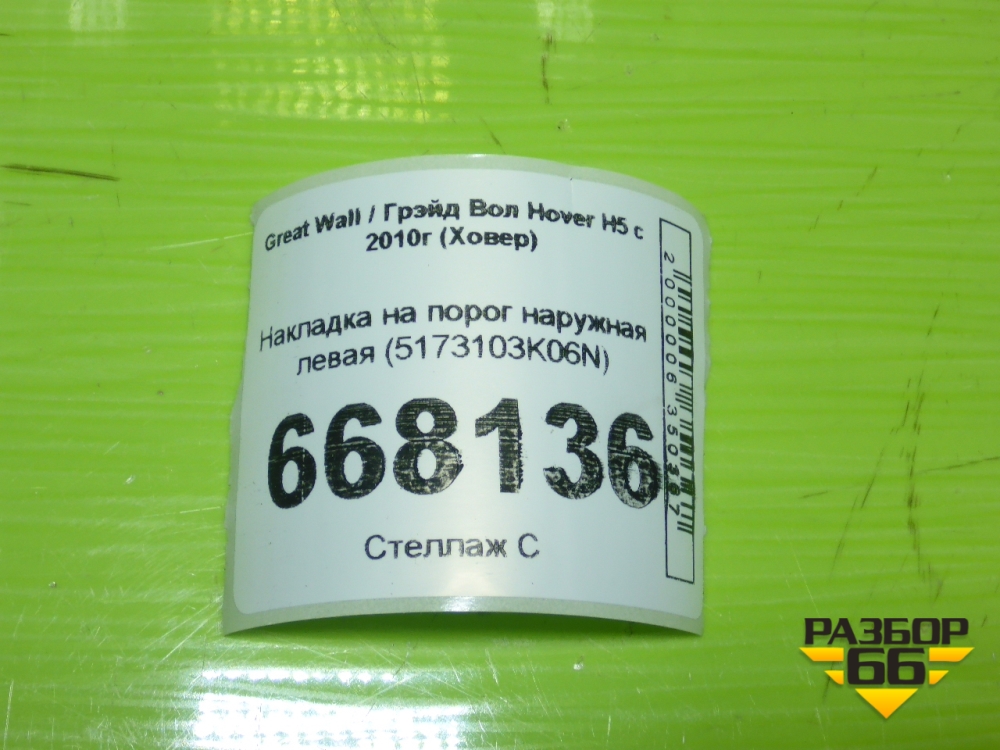 Great Wall / Грэйд Вол Hover H5 с
2010г (Ховер)
Накладка на порог наружная
левая (5173103K06N)
668136
Стеллаж С
РАЗБОР
66